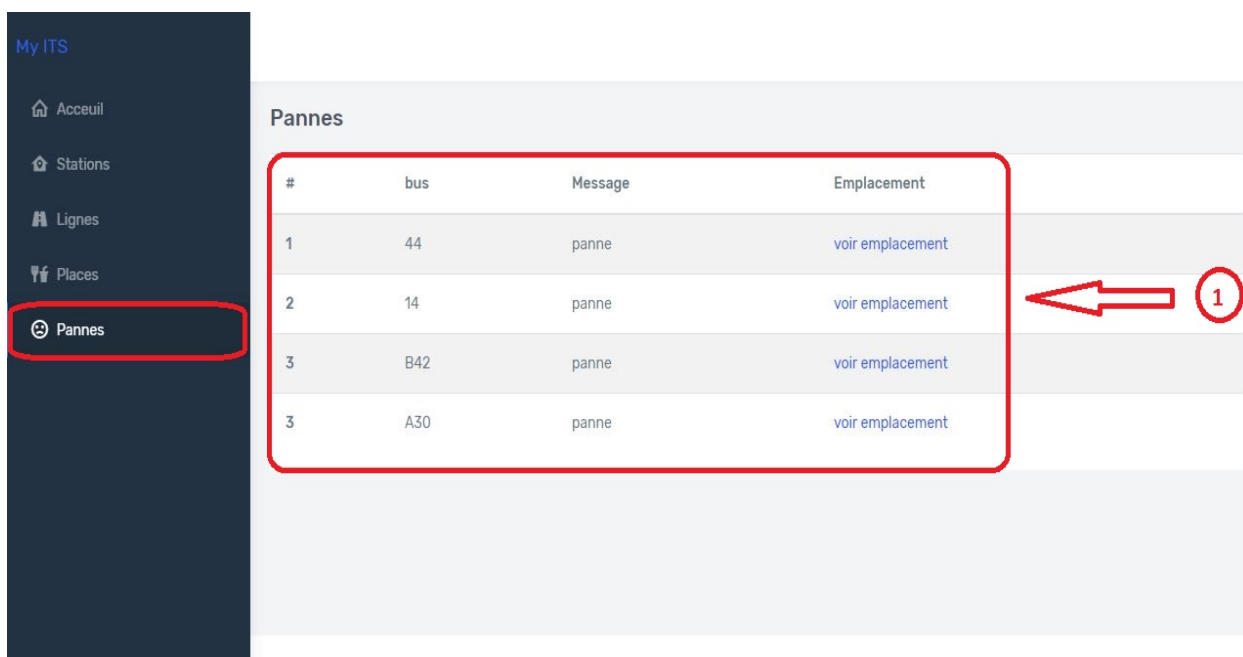 My ITS
Acceuil
Stations
Lignes
Places
Pannes
Pannes
# bus Message Emplacement
1 44 panne voir emplacement
2 14 panne voir emplacement
3 B42 panne voir emplacement
3 A30 panne voir emplacement
1